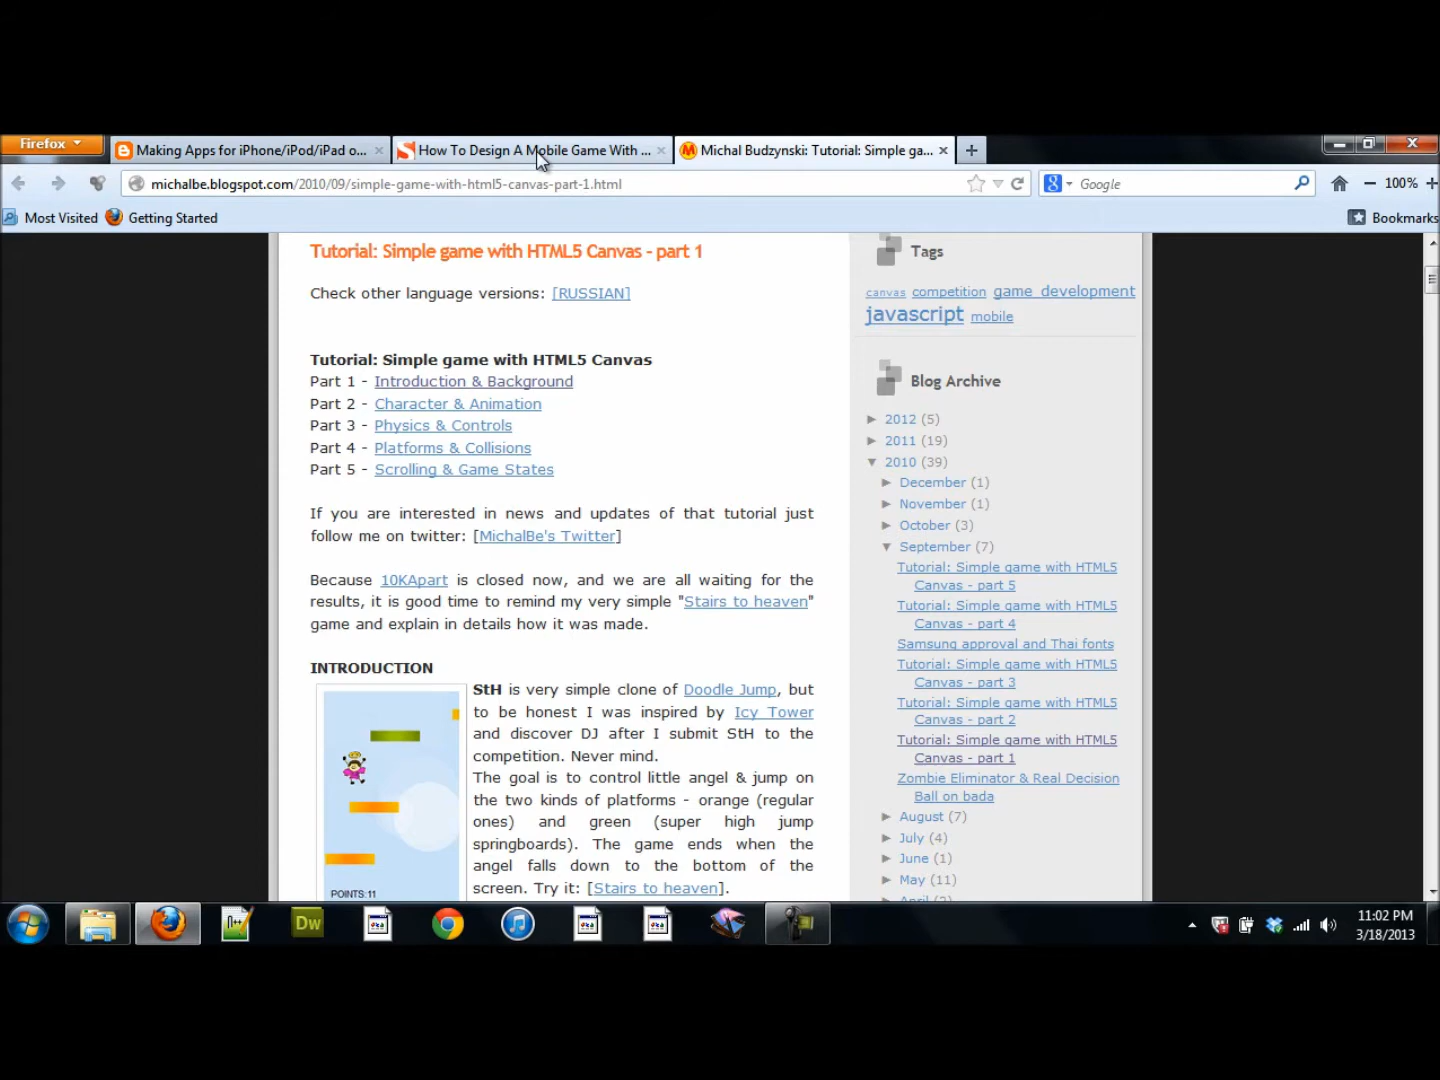 Firefox
Making Apps for iPhone/iPod/iPad o...
How To Design A Mobile Game With ...
Michal Budzynski: Tutorial: Simple ga...
michalbe.blogspot.com/2010/09/simple-game-with-html5-canvas-part-1.html
Google
100%
Most Visited
Getting Started
Bookmarks
Tutorial: Simple game with HTML5 Canvas - part 1
Check other language versions: [RUSSIAN]
Tutorial: Simple game with HTML5 Canvas
Part 1 - Introduction & Background
Part 2 - Character & Animation
Part 3 - Physics & Controls
Part 4 - Platforms & Collisions
Part 5 - Scrolling & Game States
If you are interested in news and updates of that tutorial just
follow me on twitter: [MichalBe's Twitter]
Because 10KApart is closed now, and we are all waiting for the
results, it is good time to remind my very simple "Stairs to heaven"
game and explain in details how it was made.
INTRODUCTION
StH is very simple clone of Doodle Jump, but
to be honest I was inspired by Icy Tower
and discover DJ after I submit StH to the
competition. Never mind.
The goal is to control little angel & jump on
the two kinds of platforms - orange (regular
ones) and green (super high jump
springboards). The game ends when the
angel falls down to the bottom of the
screen. Try it: [Stairs to heaven].
POINTS:11
Tags
canvas competition game development
javascript mobile
Blog Archive
► 2012 (5)
► 2011 (19)
▼ 2010 (39)
► December (1)
► November (1)
► October (3)
▼ September (7)
Tutorial: Simple game with HTML5
Canvas - part 5
Tutorial: Simple game with HTML5
Canvas - part 4
Samsung approval and Thai fonts
Tutorial: Simple game with HTML5
Canvas - part 3
Tutorial: Simple game with HTML5
Canvas - part 2
Tutorial: Simple game with HTML5
Canvas - part 1
Zombie Eliminator & Real Decision
Ball on bada
► August (7)
► July (4)
► June (1)
► May (11)
Dw
11:02 PM
3/18/2013